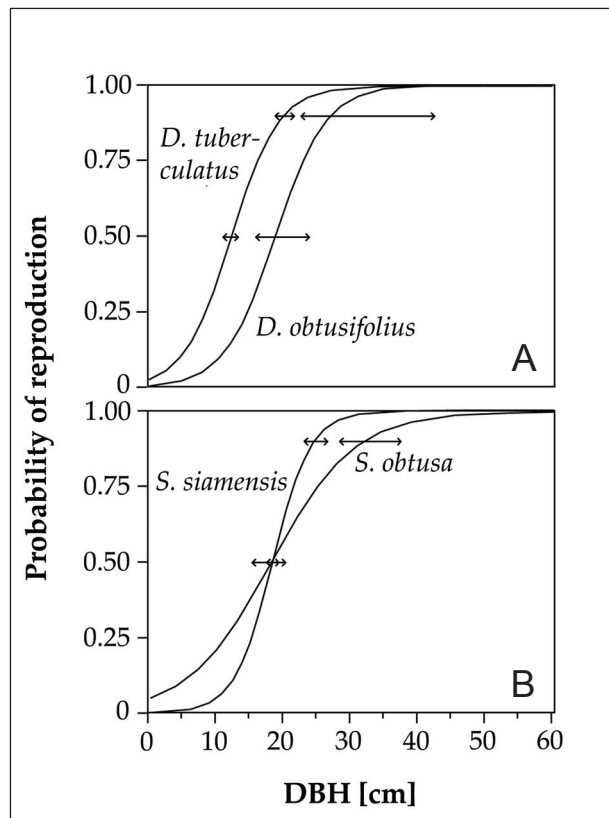 Probability of reproduction
1.00
0.75
0.50
0.25
0
D. tuber-
culatus
D. obtusifolius
A
1.00
0.75
0.50
0.25
0
S. siamensis
S. obtusa
B
0 10 20 30 40 50 60
DBH [cm]